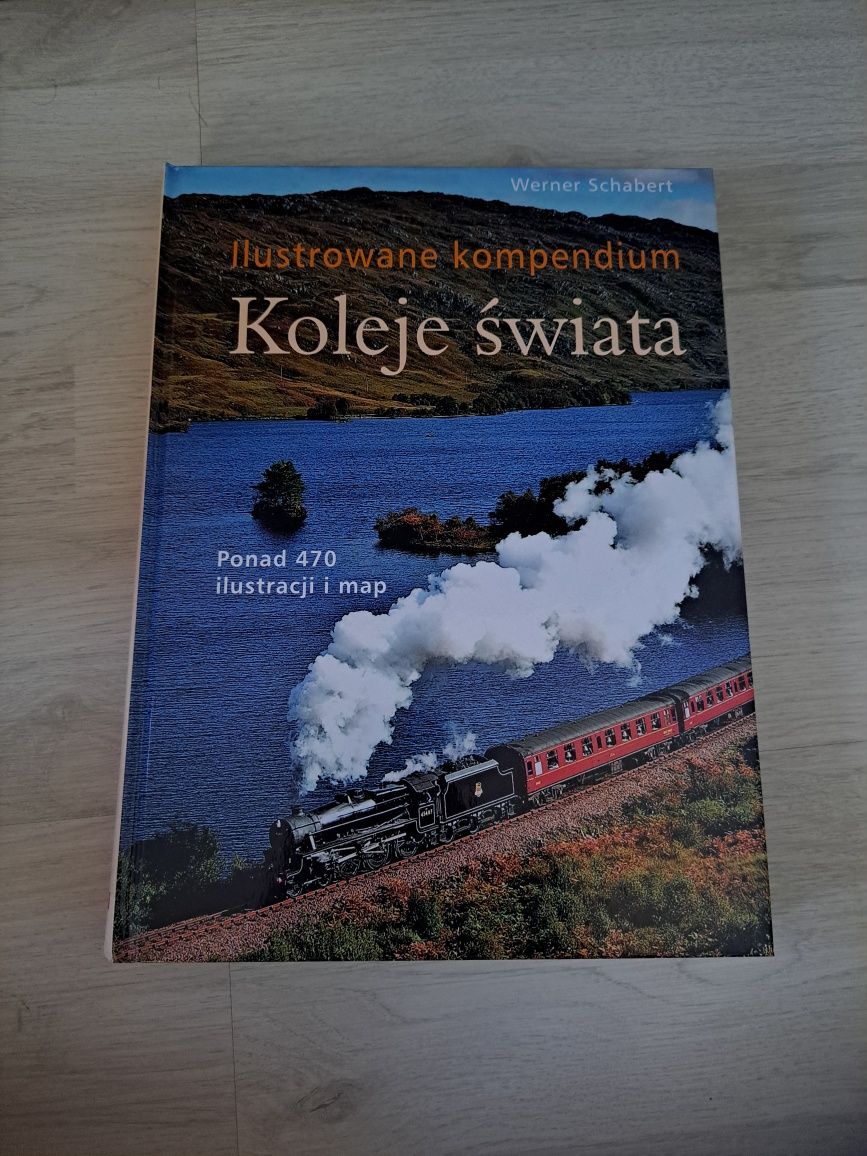 Werner Schabert
Ilustrowane kompendium
Koleje świata
Ponad 470
ilustracji i map